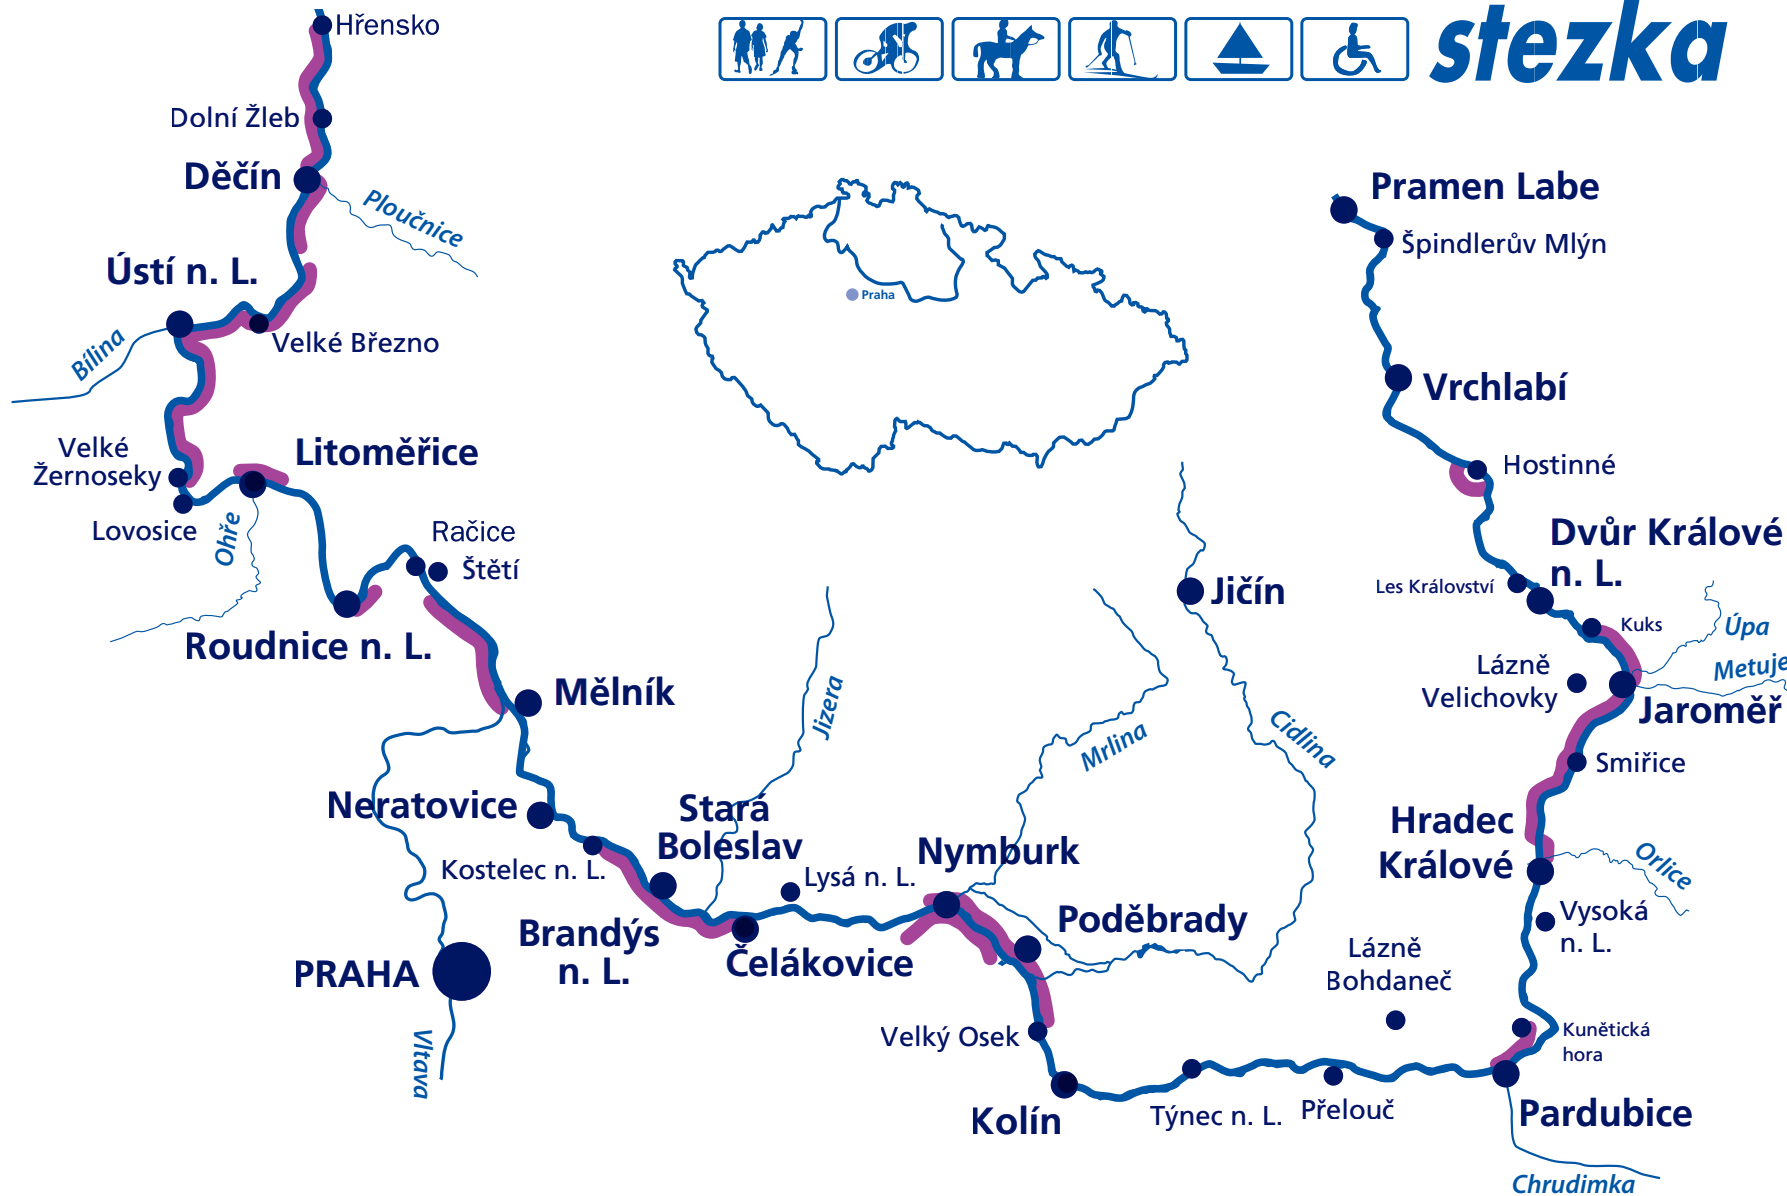 stezka
Hřensko
Dolní Žleb
Děčín
Ploučnice
Ústí n. L.
Velké Březno
Bílina
Velké
Žernoseky
Lovosice
Litoměřice
Ohře
Račice
Štětí
Roudnice n. L.
Mělník
Neratovice
Kostelec n. L.
Stará
Boleslav
Brandýs
n. L.
Čelákovice
Lysá n. L.
Jizera
PRAHA
Vltava
Praha
Nymburk
Poděbrady
Mrlina
Cidlina
Jičín
Velký Osek
Kolín
Týnec n. L.
Přelouč
Lázně
Bohdaneč
Pardubice
Chrudimka
Kunětická
hora
Vysoká
n. L.
Orlice
Hradec
Králové
Smiřice
Jaroměř
Lázně
Velichovky
Metuje
Úpa
Kuks
Les Království
Dvůr Králové
n. L.
Hostinné
Vrchlabí
Špindlerův Mlýn
Pramen Labe